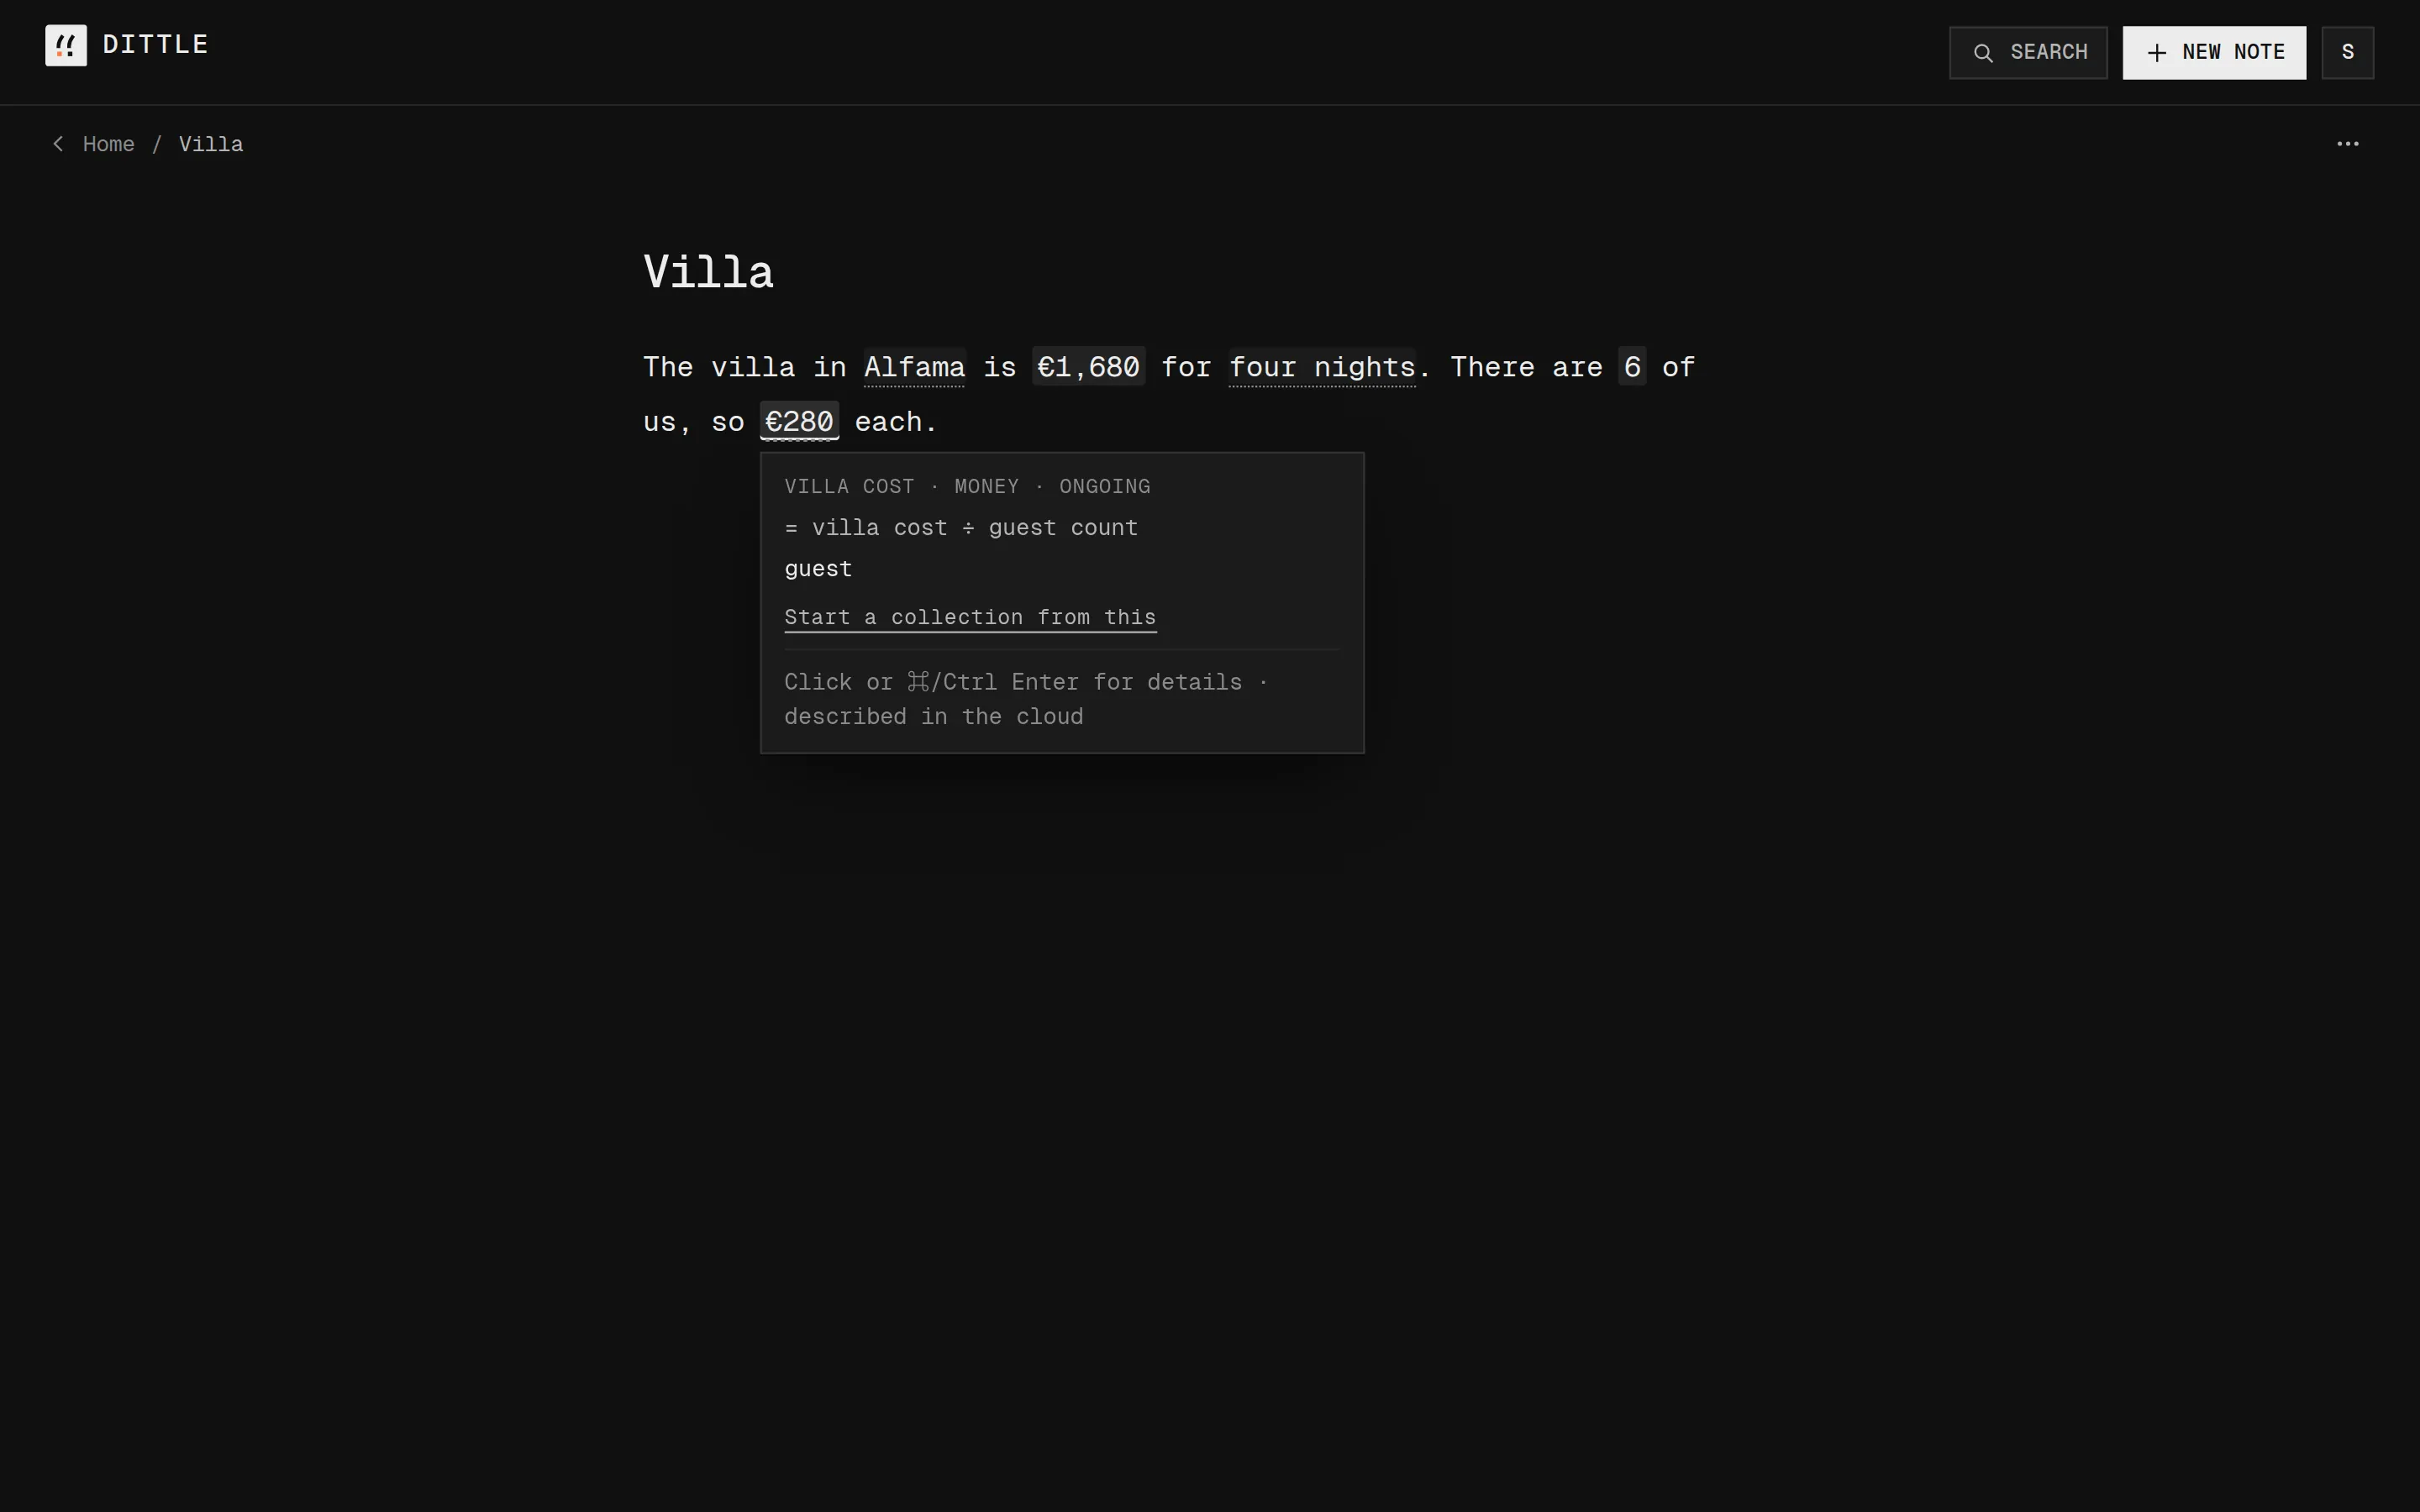 DITTLE
SEARCH
NEW NOTE
S
Home / Villa
Villa
The villa in Alfama is €1,680 for four nights. There are 6 of
us, so €280 each.
VILLA COST · MONEY · ONGOING
= villa cost ÷ guest count
guest
Start a collection from this
Click or ⌘/Ctrl Enter for details ·
described in the cloud